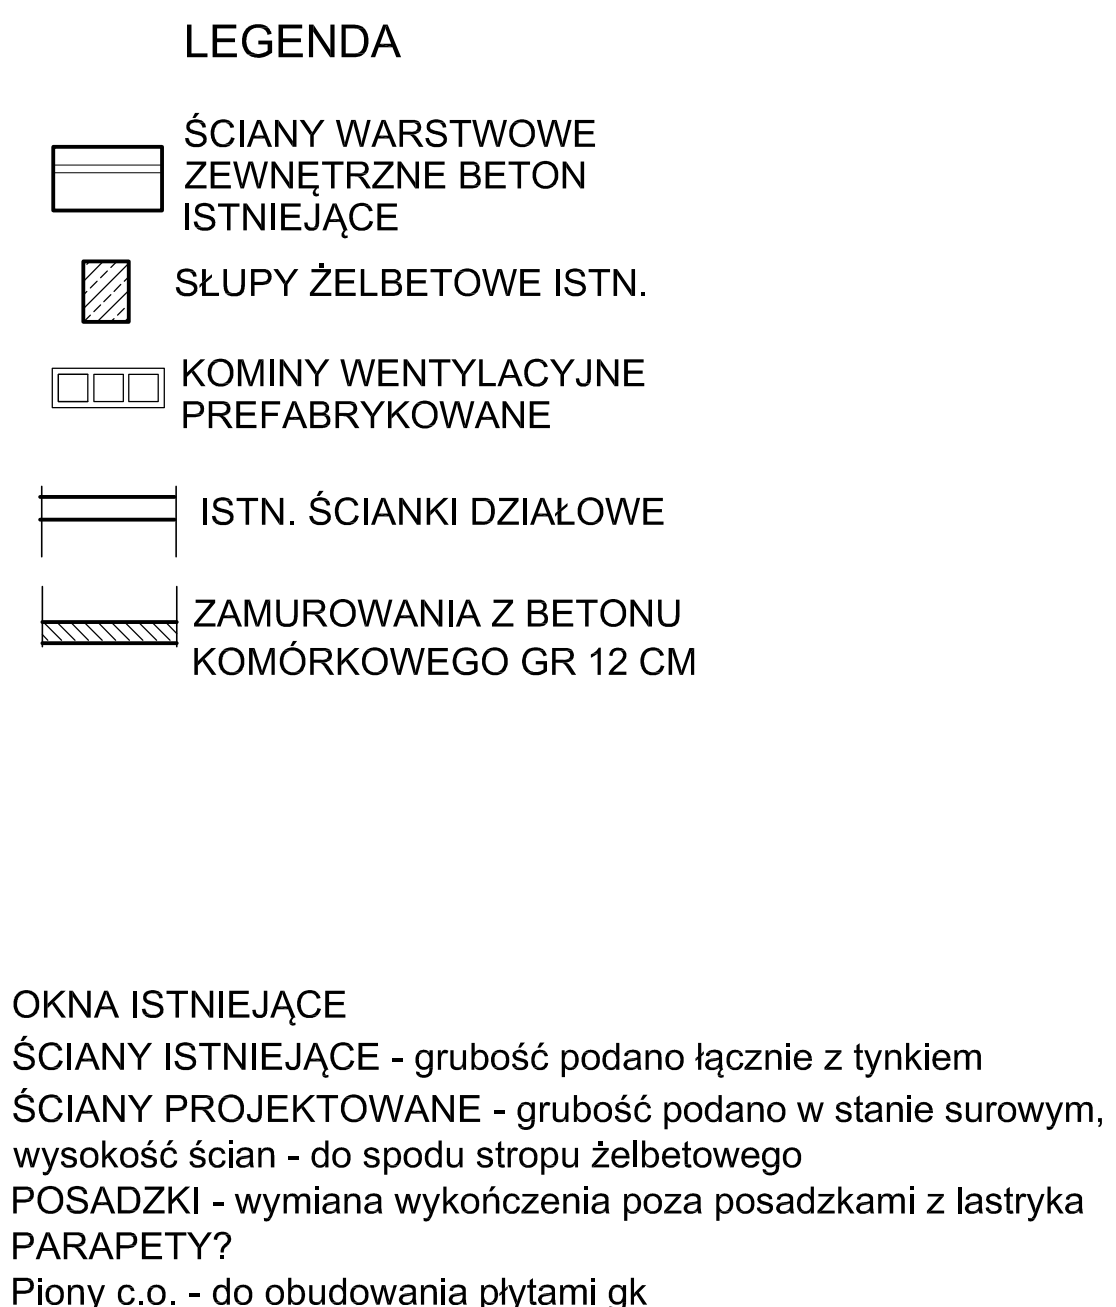 LEGENDA
ŚCIANY WARSTWOWE
ZEWNĘTRZNE BETON
ISTNIEJĄCE
SŁUPY ŻELBETOWE ISTN.
KOMINY WENTYLACYJNE
PREFABRYKOWANE
ISTN. ŚCIANKI DZIAŁOWE
ZAMUROWANIA Z BETONU
KOMÓRKOWEGO GR 12 CM
OKNA ISTNIEJĄCE
ŚCIANY ISTNIEJĄCE - grubość podano łącznie z tynkiem
ŚCIANY PROJEKTOWANE - grubość podano w stanie surowym,
wysokość ścian - do spodu stropu żelbetowego
POSADZKI - wymiana wykończenia poza posadzkami z lastryka
PARAPETY?
Piony c.o. - do obudowania płytami gk